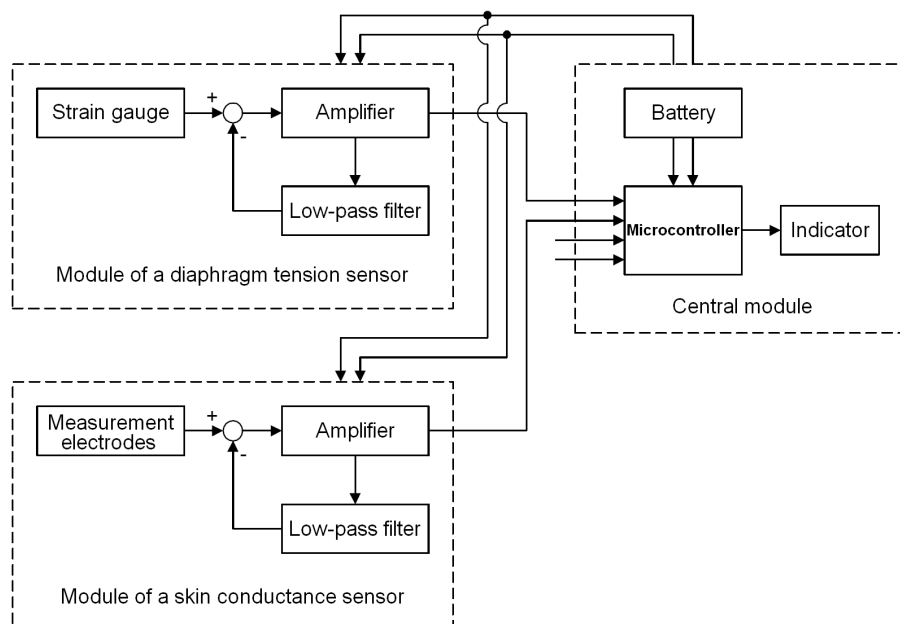 Strain gauge
+
-
Amplifier
Low-pass filter
Module of a diaphragm tension sensor
Battery
Microcontroller
Indicator
Central module
Measurement
electrodes
+
-
Amplifier
Low-pass filter
Module of a skin conductance sensor